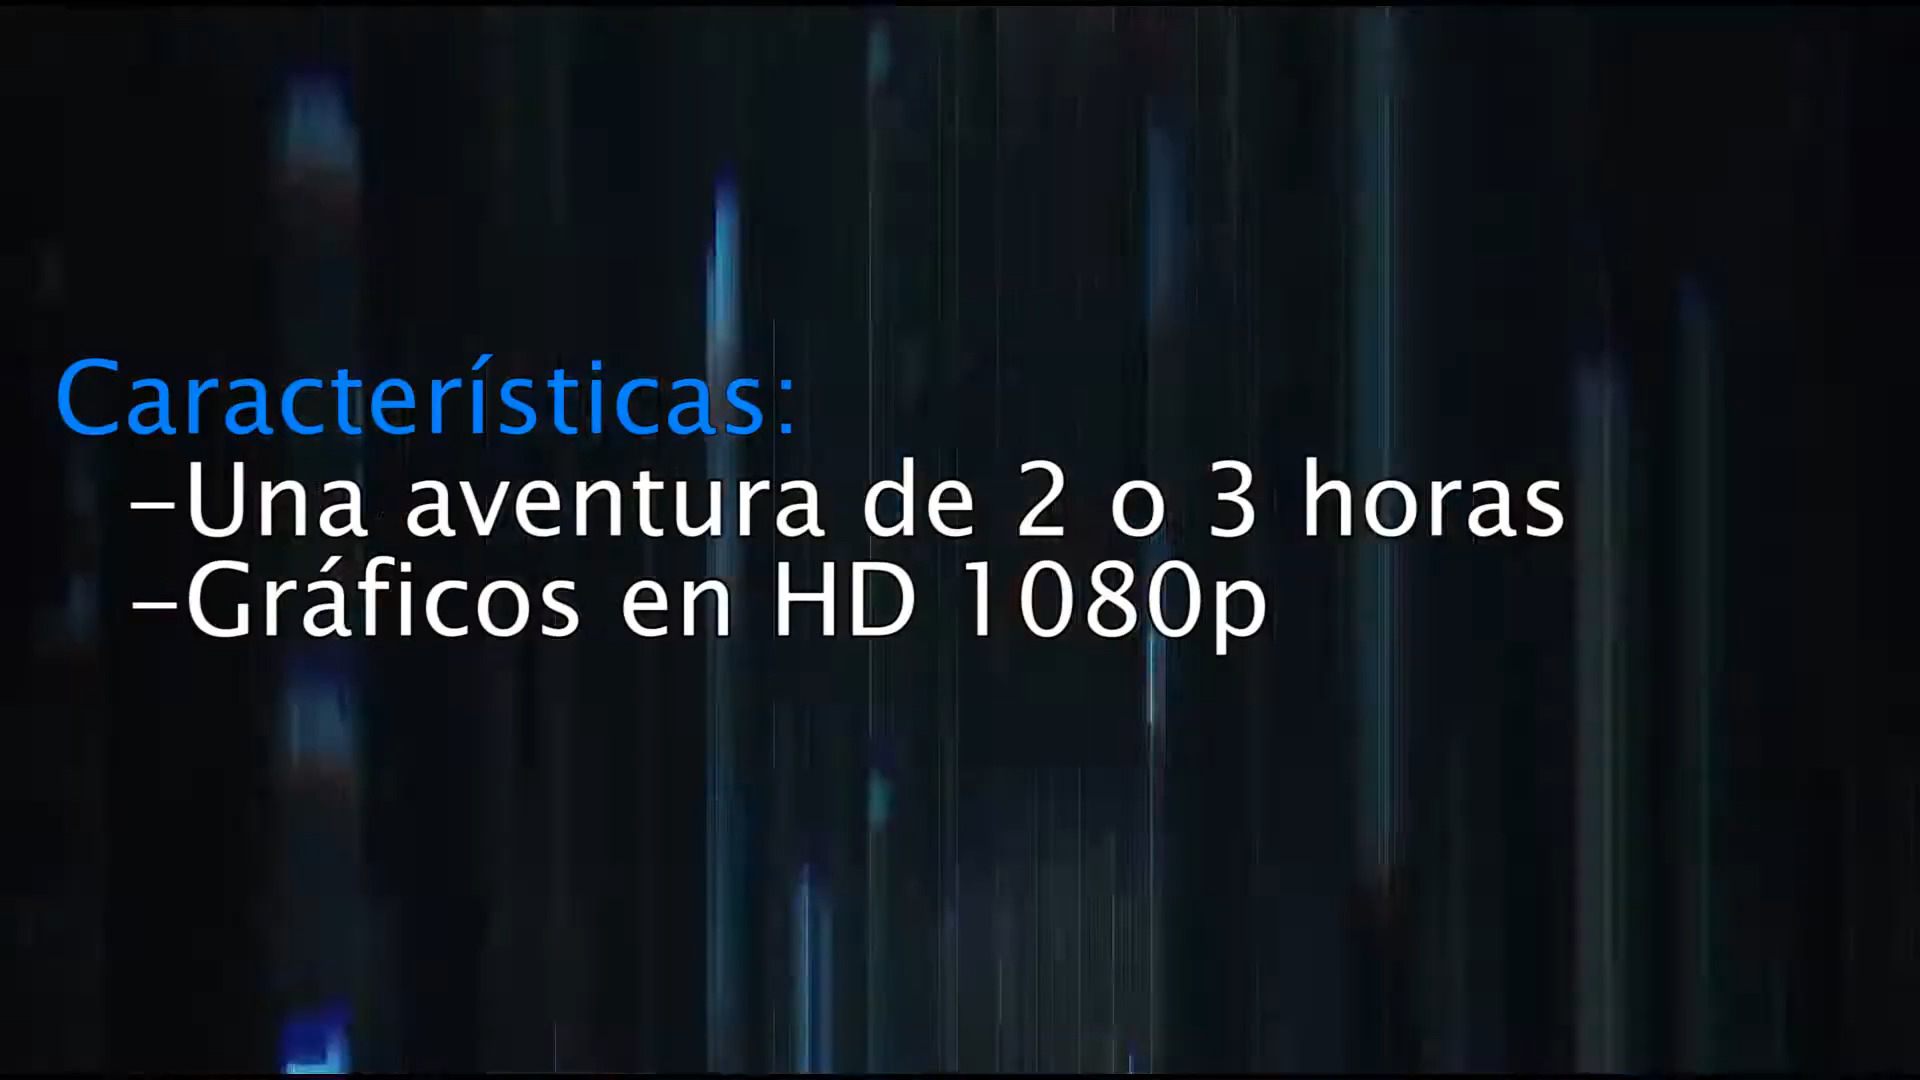 Características:
-Una aventura de 2 o 3 horas
-Gráficos en HD 1080p